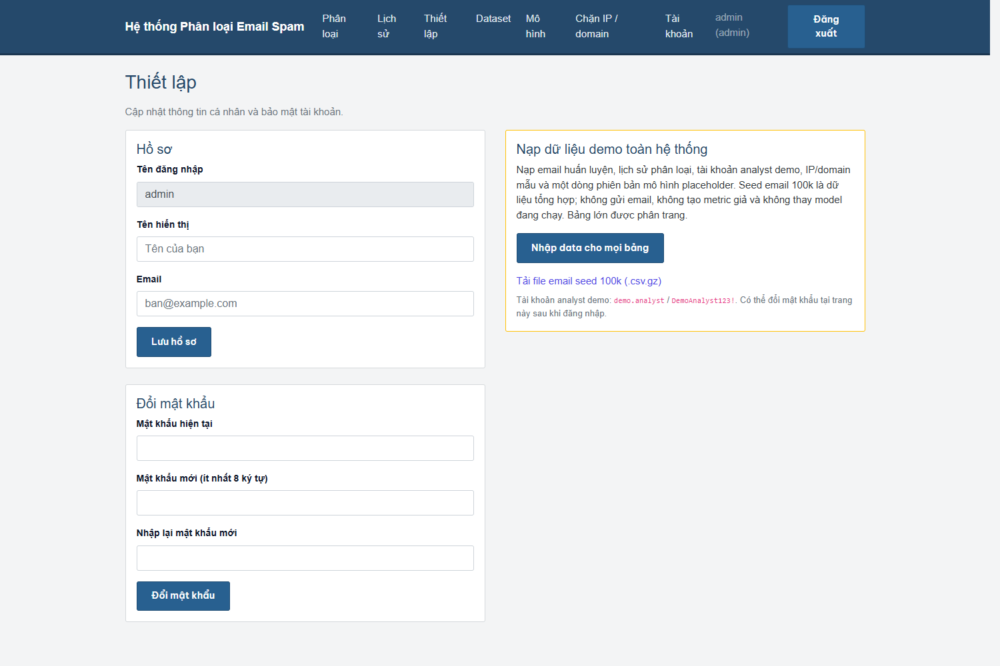 Hệ thống Phân loại Email Spam
Phân loại
Lịch sử
Thiết lập
Dataset
Mô hình
Chặn IP / domain
Tài khoản
admin (admin)
Đăng xuất
Thiết lập
Cập nhật thông tin cá nhân và bảo mật tài khoản.
Hồ sơ
Tên đăng nhập
admin
Tên hiển thị
Tên của bạn
Email
ban@example.com
Lưu hồ sơ
Đổi mật khẩu
Mật khẩu hiện tại
Mật khẩu mới (ít nhất 8 ký tự)
Nhập lại mật khẩu mới
Đổi mật khẩu
Nạp dữ liệu demo toàn hệ thống
Nạp email huấn luyện, lịch sử phân loại, tài khoản analyst demo, IP/domain
mẫu và một dòng phiên bản mô hình placeholder. Seed email 100k là dữ
liệu tổng hợp; không gửi email, không tạo metric giả và không thay model
đang chạy. Bảng lớn được phân trang.
Nhập data cho mọi bảng
Tải file email seed 100k (.csv.gz)
Tài khoản analyst demo: demo.analyst / DemoAnalyst123!. Có thể đổi mật khẩu tại trang
này sau khi đăng nhập.